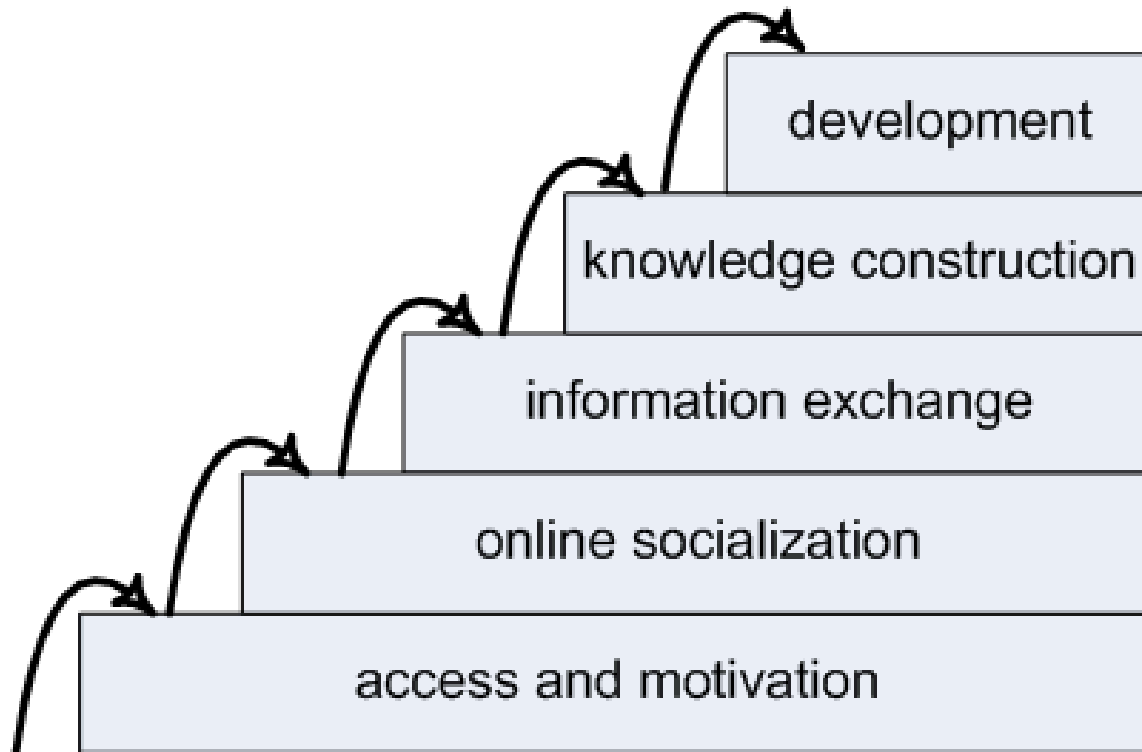 development
knowledge construction
information exchange
online socialization
access and motivation